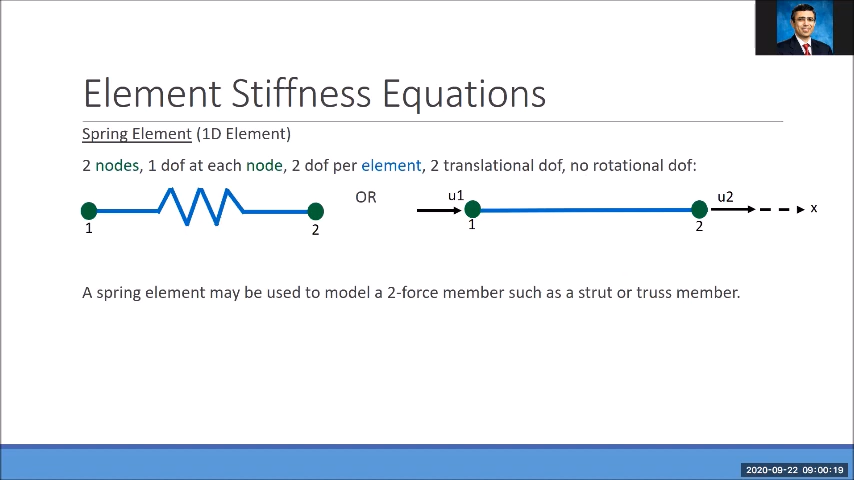 Element Stiffness Equations
Spring Element (1D Element)
2 nodes, 1 dof at each node, 2 dof per element, 2 translational dof, no rotational dof:
OR
u1
u2
x
1
2
1
2
A spring element may be used to model a 2-force member such as a strut or truss member.
2020-09-22 09:00:19